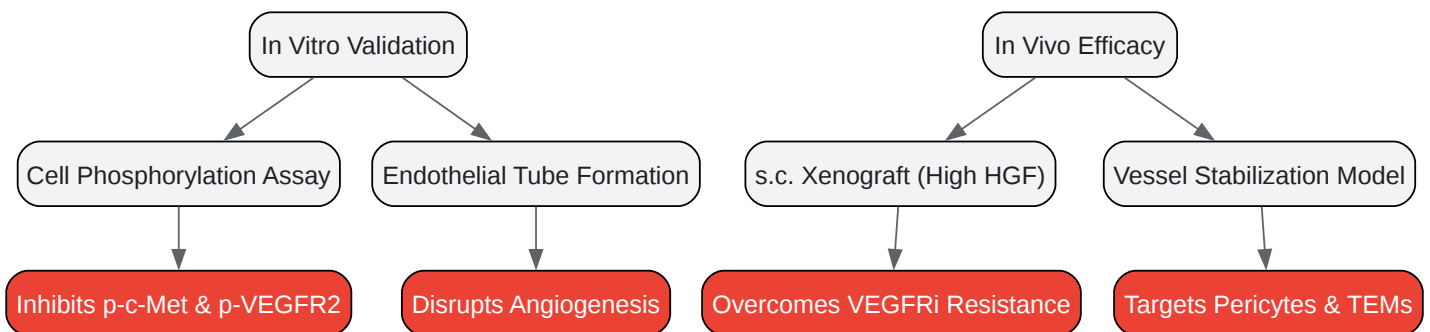 In Vitro Validation
In Vivo Efficacy
Cell Phosphorylation Assay
Endothelial Tube Formation
s.c. Xenograft (High HGF)
Vessel Stabilization Model
Inhibits p-c-Met & p-VEGFR2
Disrupts Angiogenesis
Overcomes VEGFRi Resistance
Targets Pericytes & TEMs